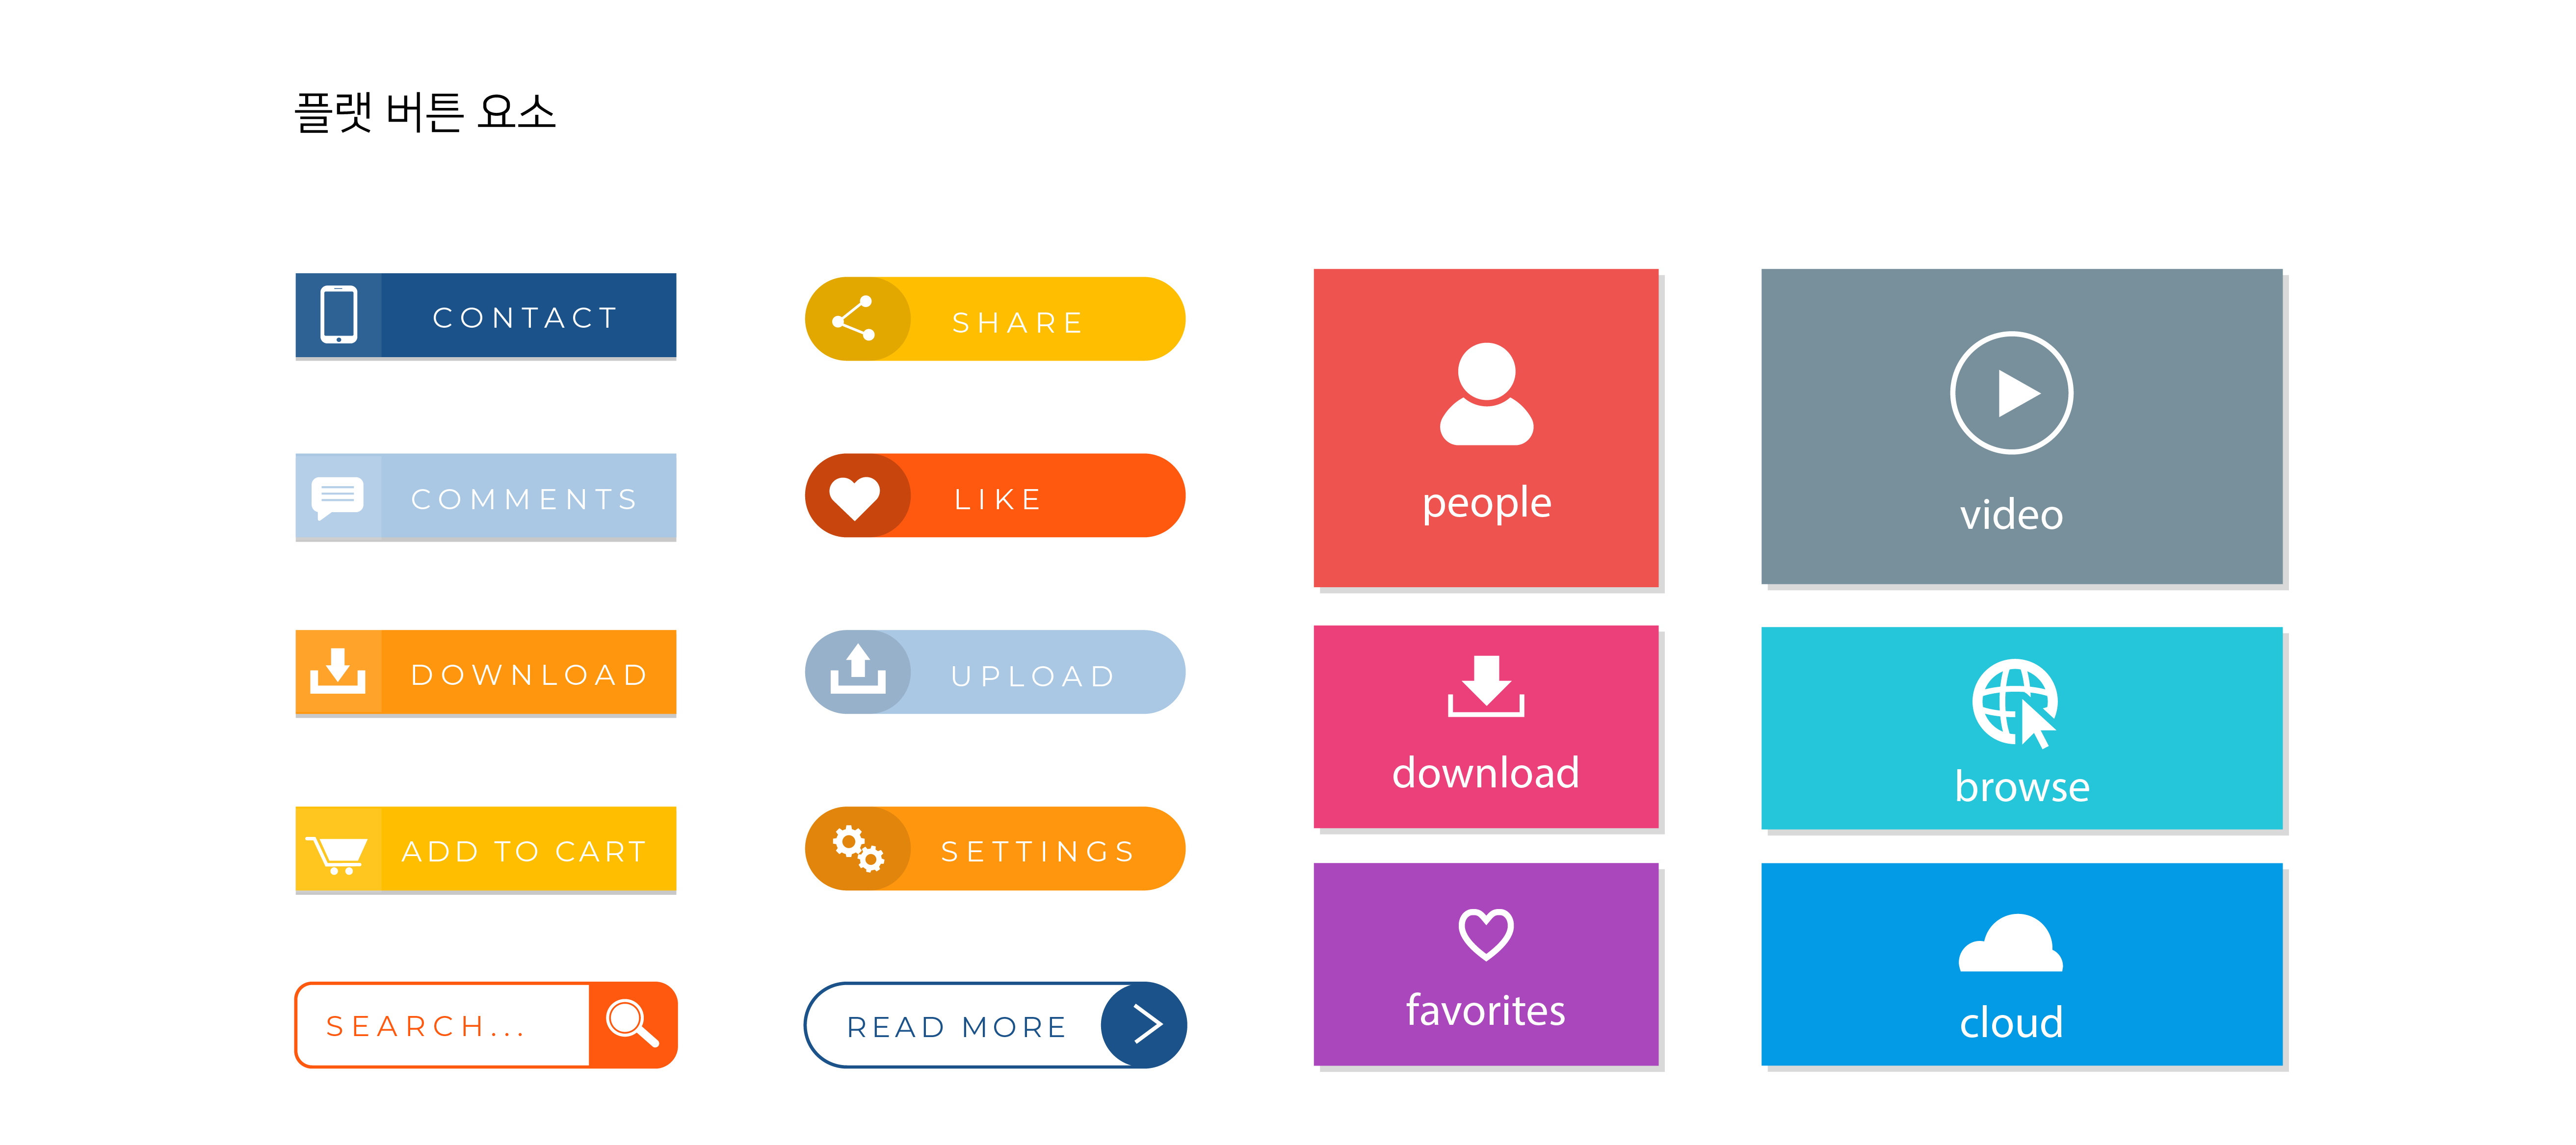 플랫 버튼 요소
CONTACT
COMMENTS
DOWNLOAD
ADD TO CART
SEARCH...
SHARE
LIKE
UPLOAD
SETTINGS
READ MORE
people
download
favorites
video
browse
cloud